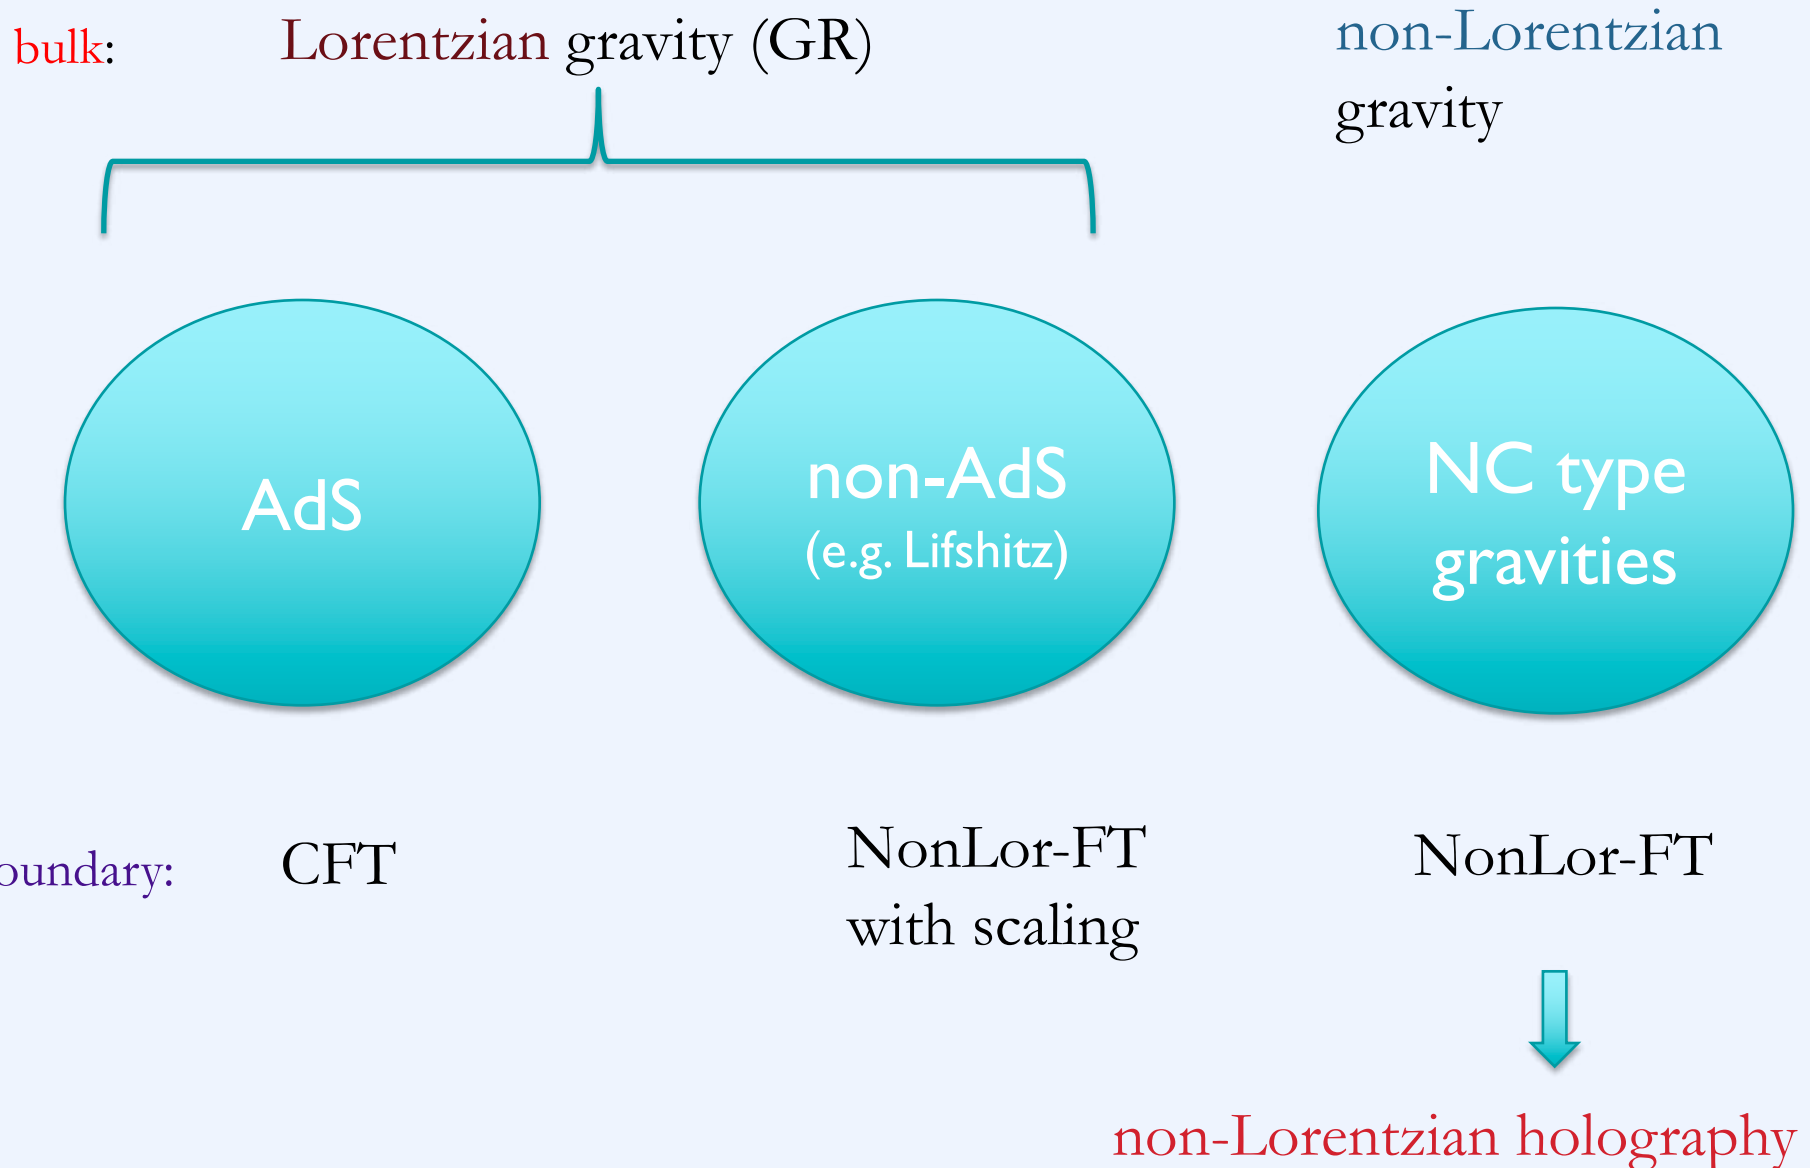 bulk:
Lorentzian gravity (GR)
non-Lorentzian
gravity
AdS
non-AdS
(e.g. Lifshitz)
NC type
gravities
oundary:
CFT
NonLor-FT
with scaling
NonLor-FT
non-Lorentzian holography